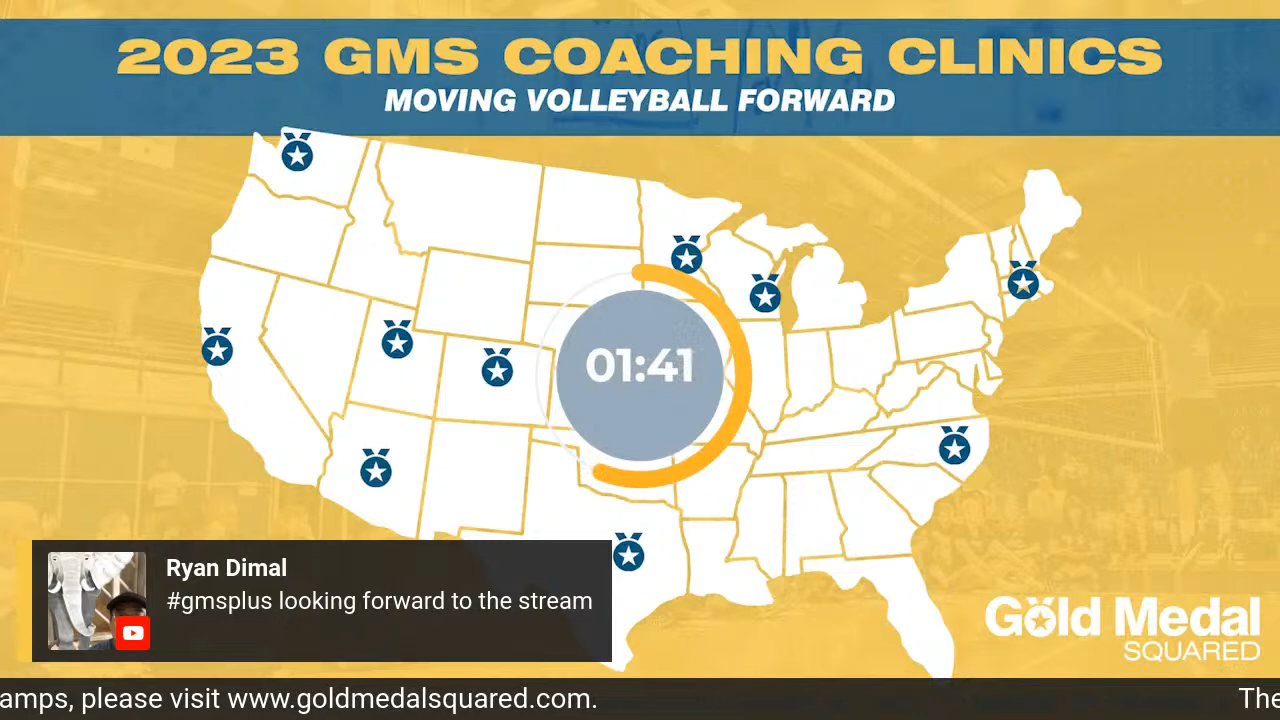 2023 GMS COACHING CLINICS
MOVING VOLLEYBALL FORWARD
01:41
Ryan Dimal
#gmsplus looking forward to the stream
Gold Medal
SQUARED
amps, please visit www.goldmedalsquared.com.
The